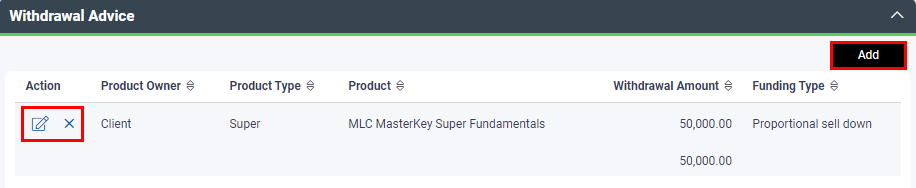 Withdrawal Advice
Add
Action Product Owner Product Type Product Withdrawal Amount Funding Type
Client Super MLC MasterKey Super Fundamentals 50,000.00 Proportional sell down
50,000.00